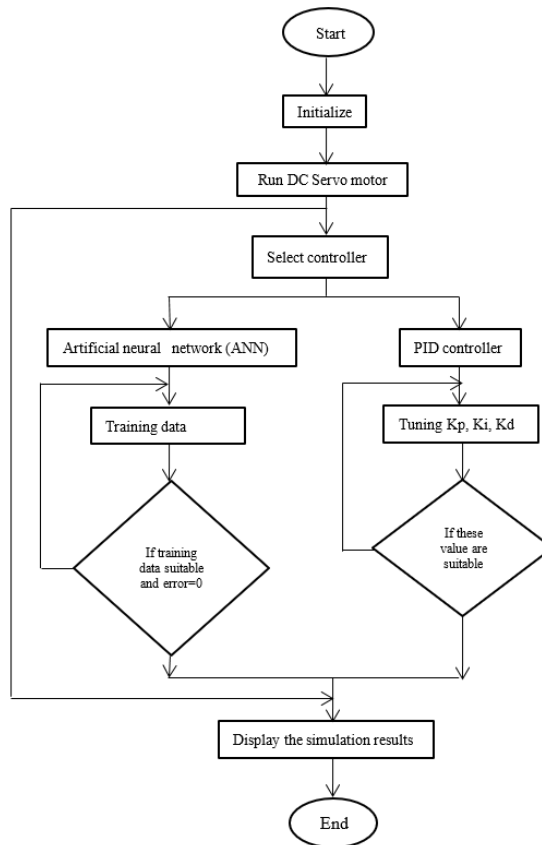 Start
Initialize
Run DC Servo motor
Select controller
Artificial neural network (ANN)
PID controller
Training data
Tuning Kp, Ki, Kd
If training
data suitable
and error=0
If these
value are
suitable
Display the simulation results
End